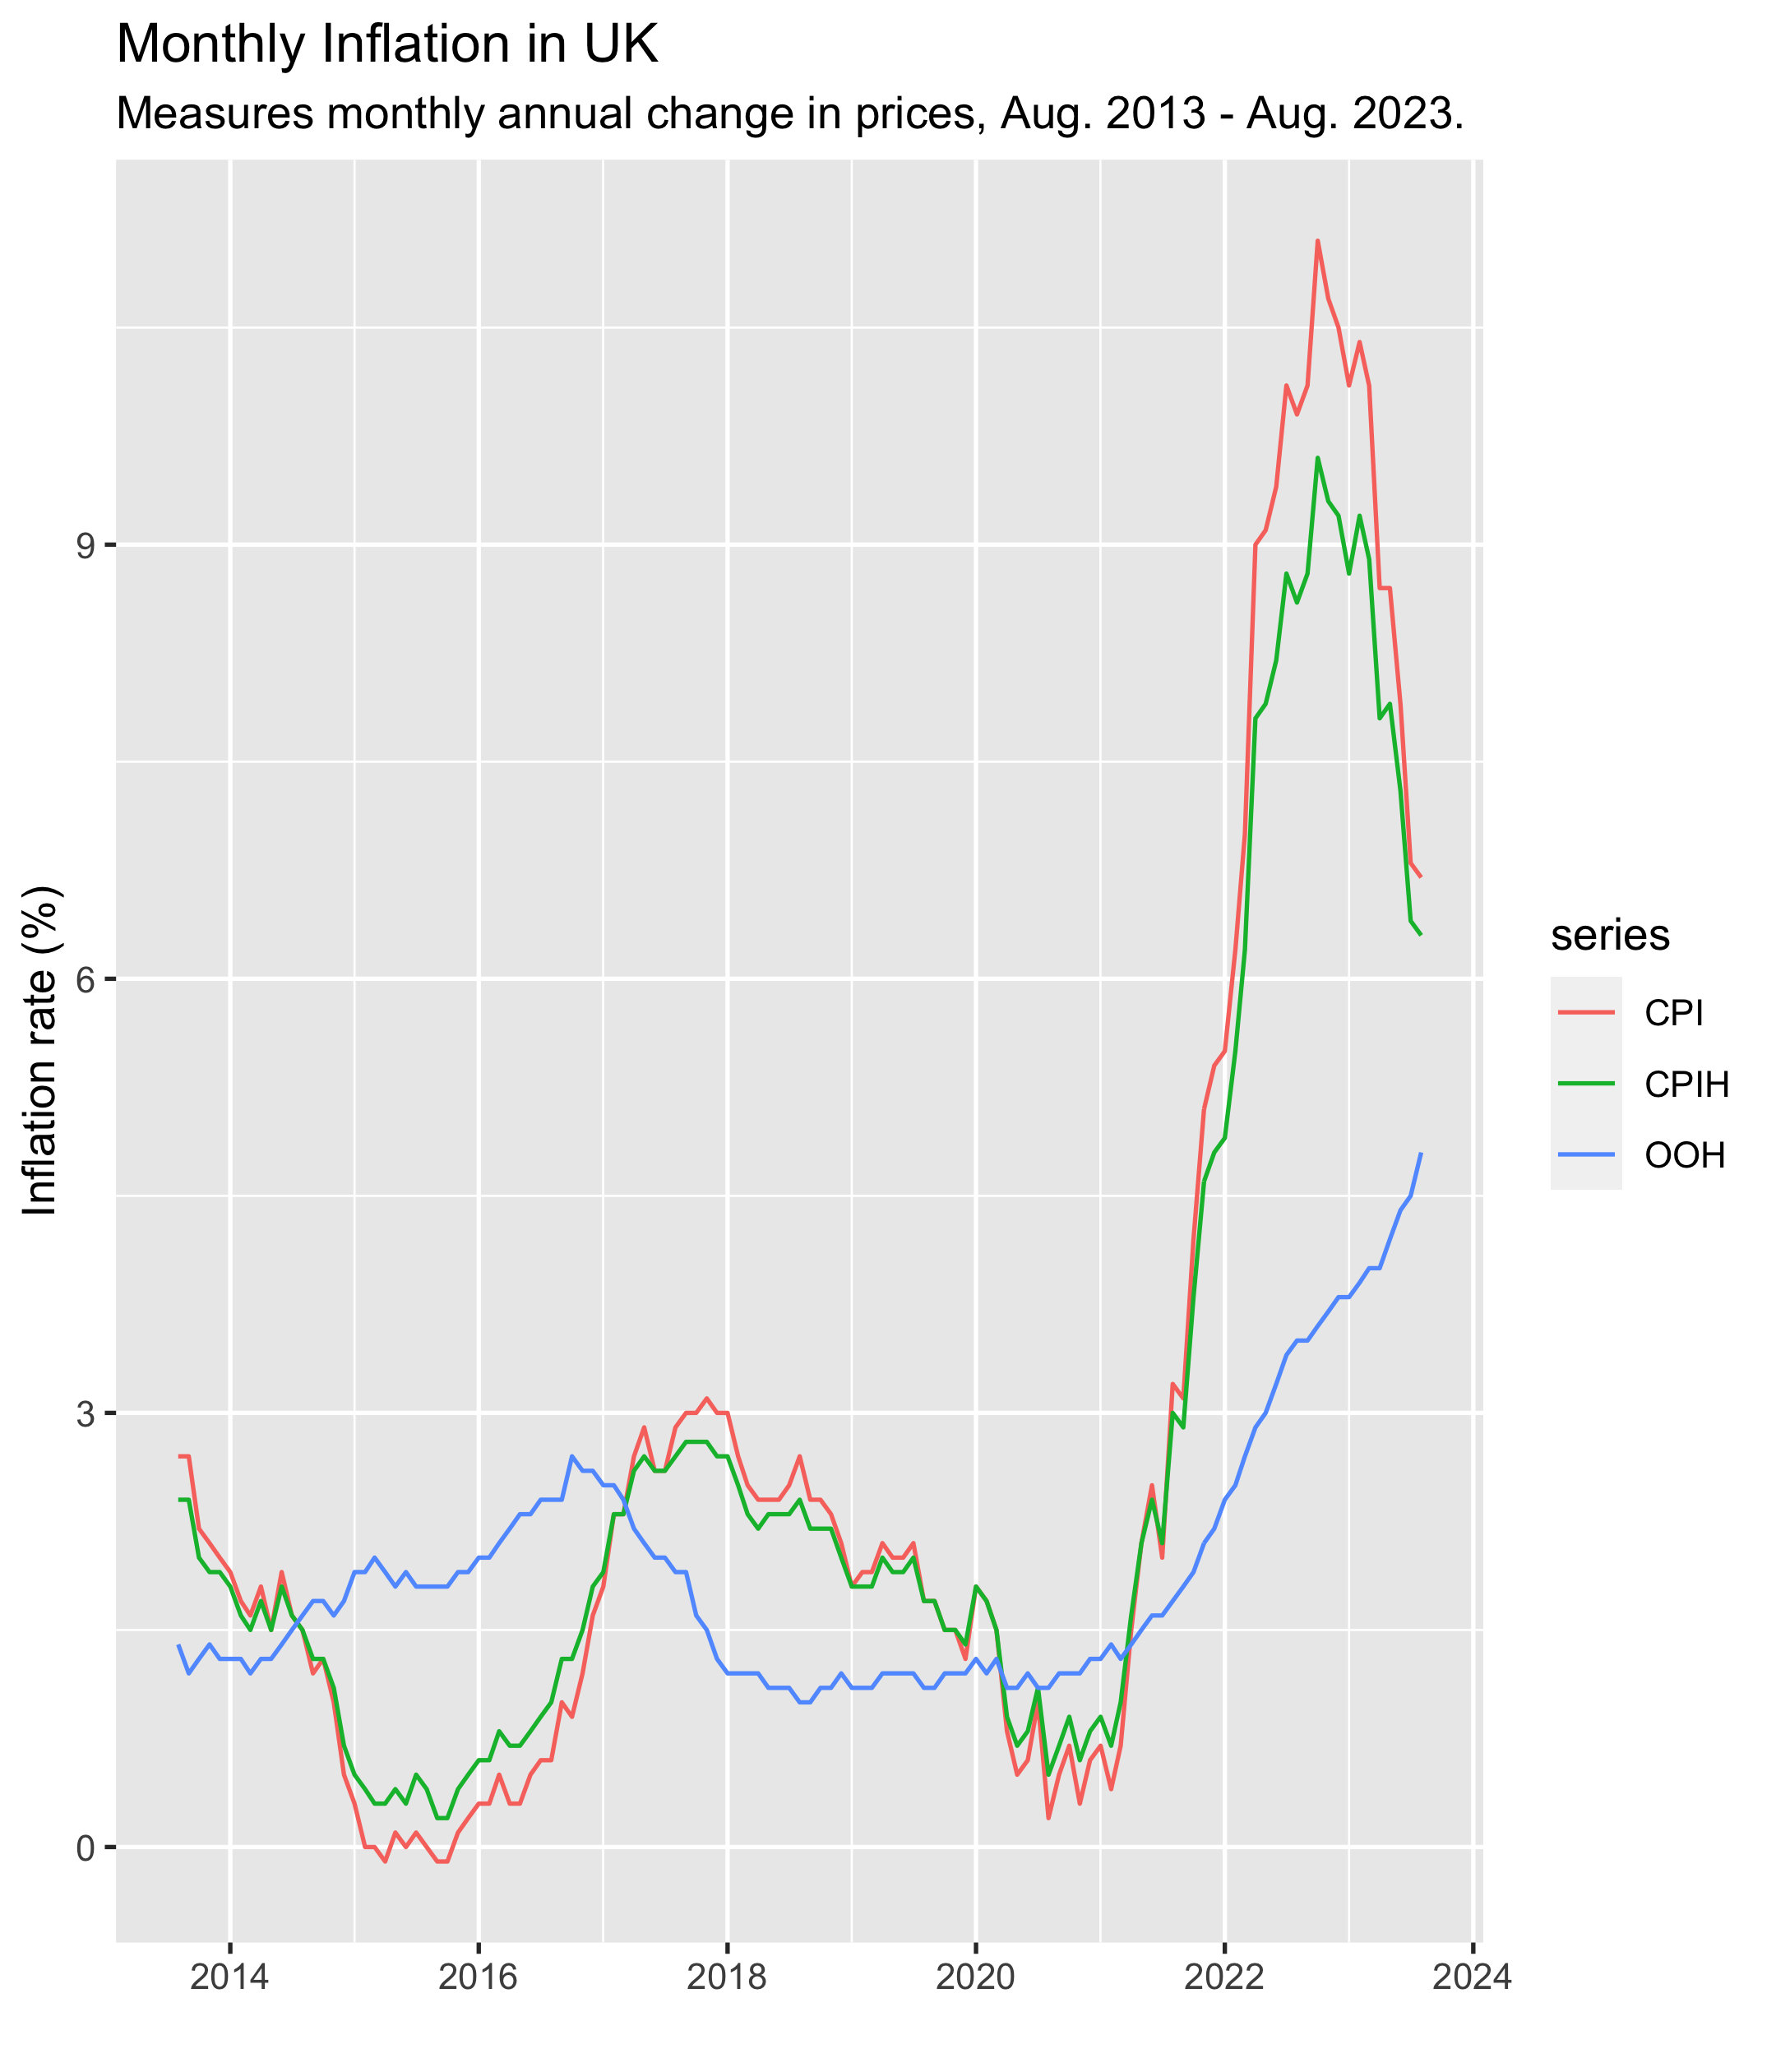 Monthly Inflation in UK
Measures monthly annual change in prices, Aug. 2013 - Aug. 2023.
Inflation rate (%)
9
6
3
0
2014 2016 2018 2020 2022 2024
series
CPI
CPIH
OOH